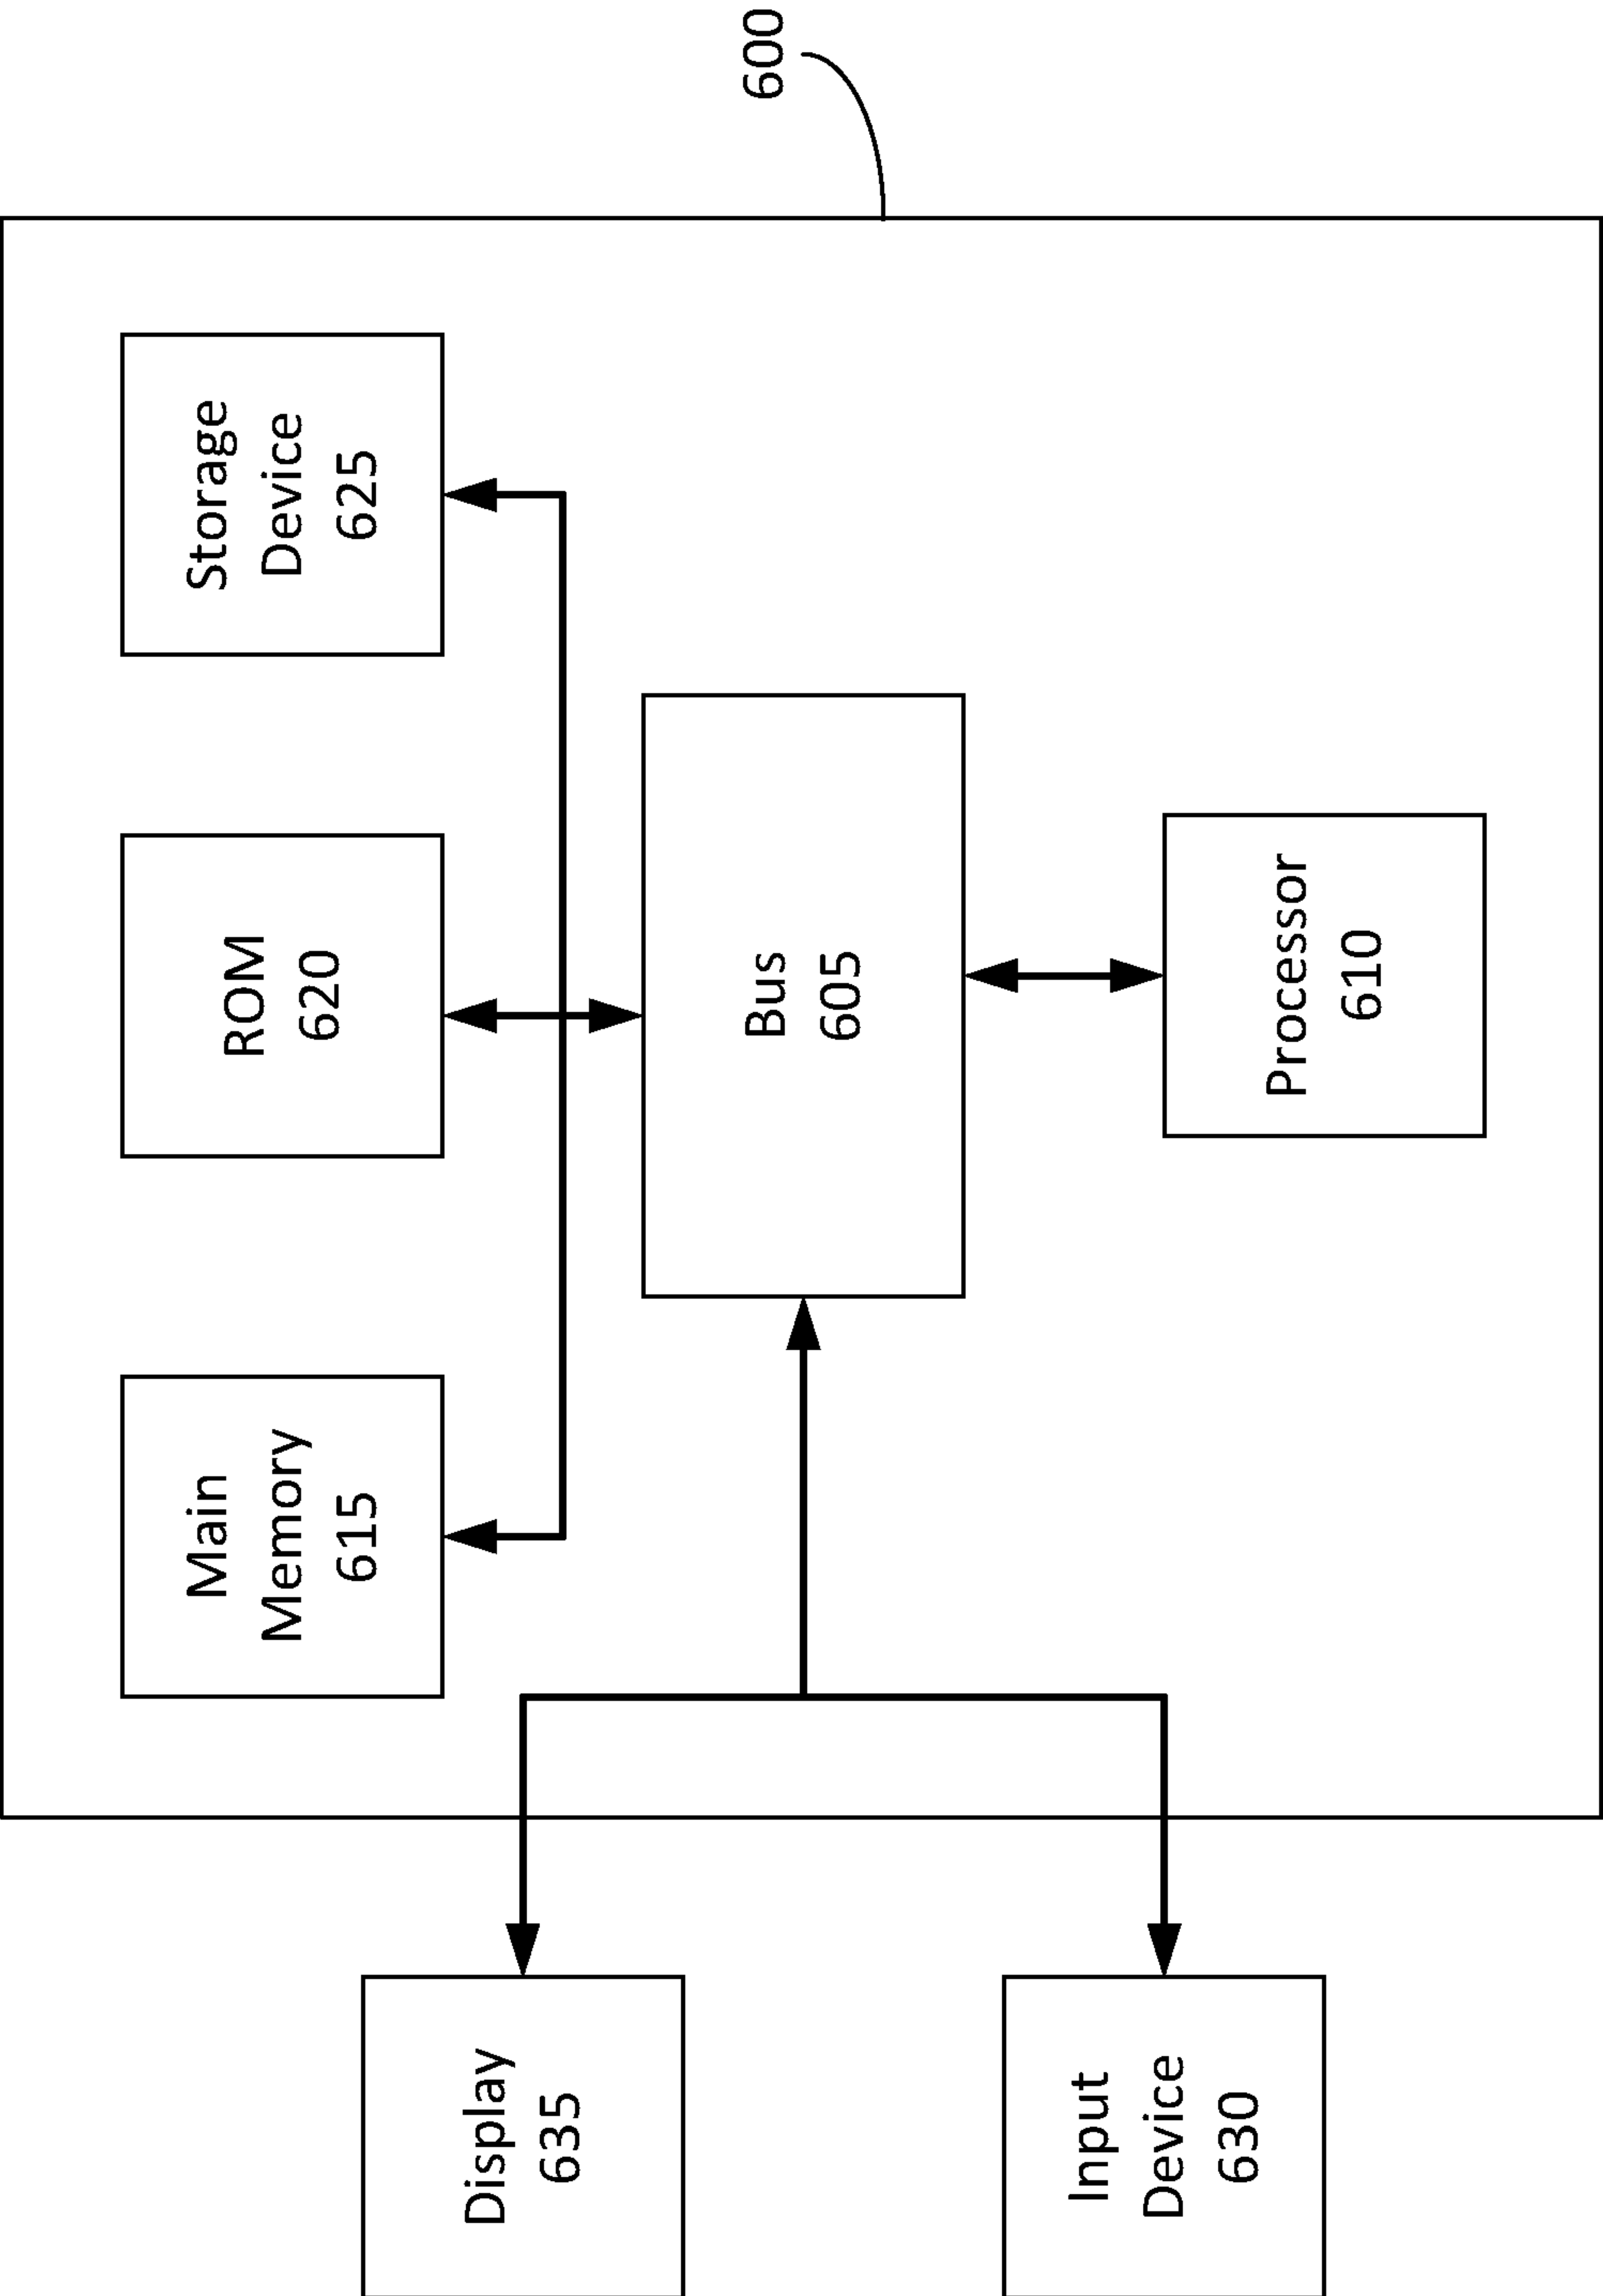 Main
Memory
615
ROM
620
Storage
Device
625
Display
635
Bus
605
600
Input
Device
630
Processor
610